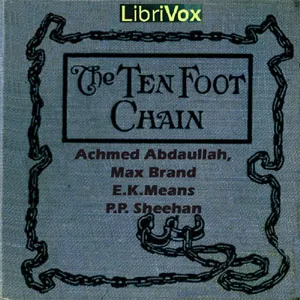 LibriVox
The TEN FOOT
CHAIN
Achmed Abdaullah,
Max Brand
E.K.Means
P.P. Sheehan